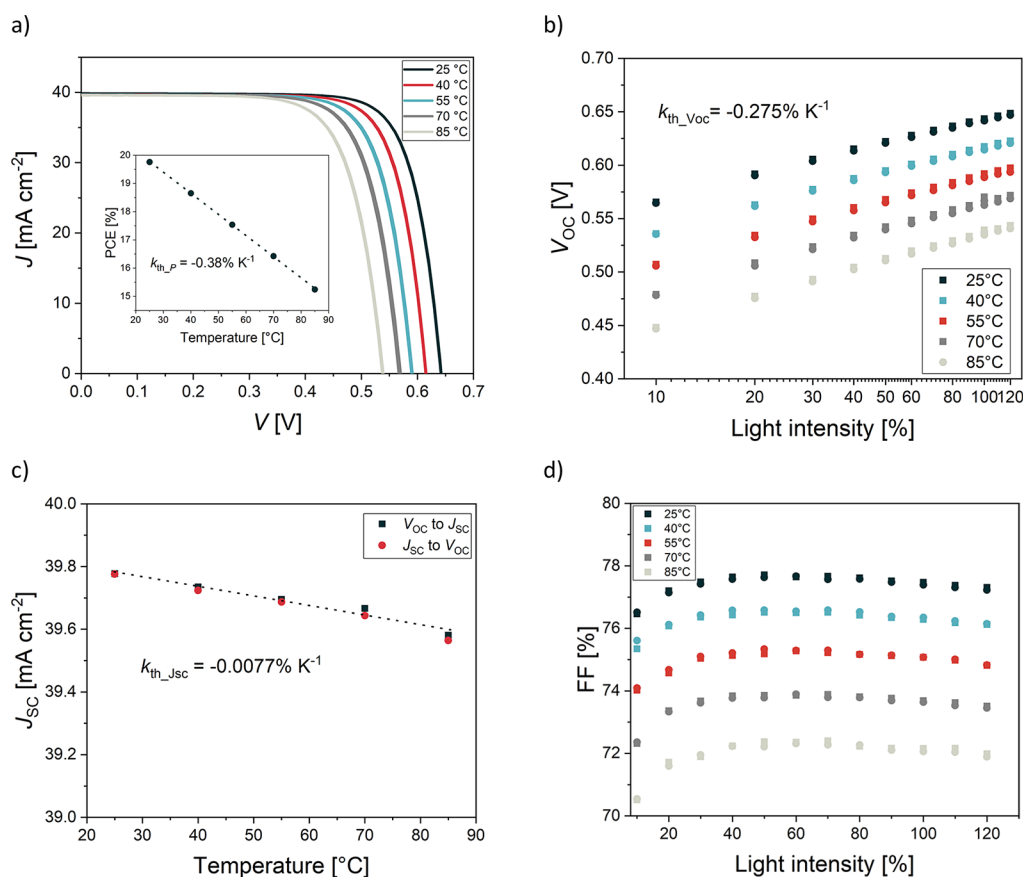 a)
J [mA cm⁻²]
40
30
20
10
0
0.0 0.1 0.2 0.3 0.4 0.5 0.6 0.7
V [V]
25 °C
40 °C
55 °C
70 °C
85 °C
PCE [%]
20
19
18
17
16
15
kth_P = -0.38% K⁻¹
20 30 40 50 60 70 80 90
Temperature [°C]
b)
VOC [V]
0.70
0.65
0.60
0.55
0.50
0.45
0.40
kth_Voc= -0.275% K⁻¹
25°C
40°C
55°C
70°C
85°C
10 20 30 40 50 60 80 100 120
Light intensity [%]
c)
JSC [mA cm⁻²]
40.0
39.8
39.6
39.4
39.2
39.0
VOC to JSC
JSC to VOC
kth_Jsc = -0.0077% K⁻¹
20 30 40 50 60 70 80 90
Temperature [°C]
d)
FF [%]
80
78
76
74
72
70
25°C
40°C
55°C
70°C
85°C
20 40 60 80 100 120
Light intensity [%]